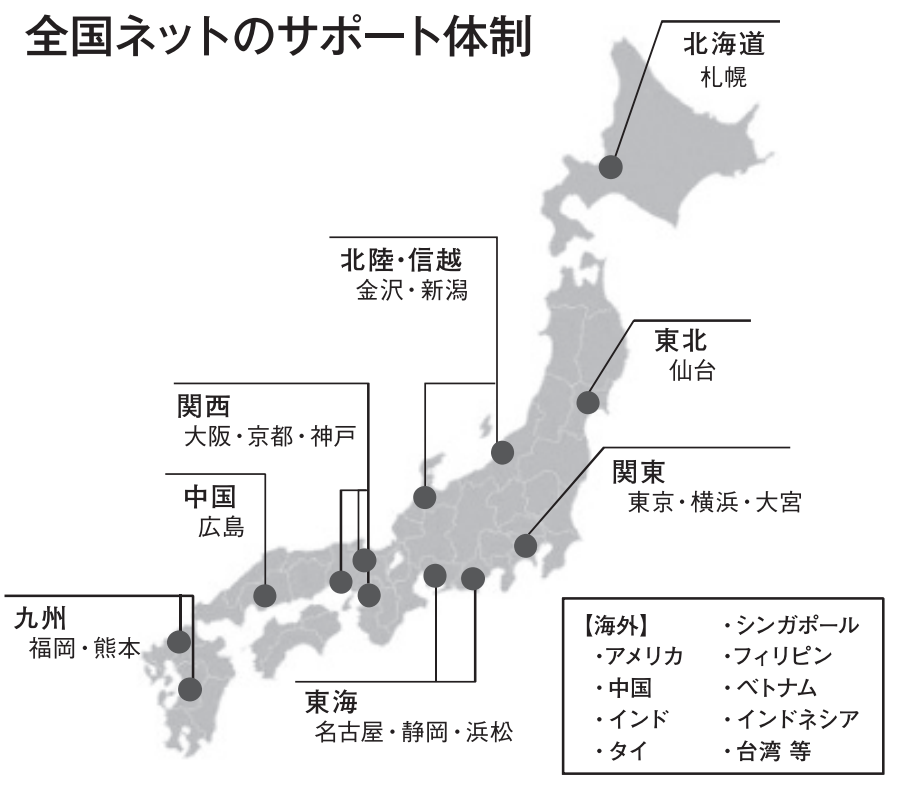 全国ネットのサポート体制
北海道
札幌
北陸・信越
金沢・新潟
東北
仙台
関西
大阪・京都・神戸
関東
東京・横浜・大宮
中国
広島
九州
福岡・熊本
東海
名古屋・静岡・浜松
【海外】
・アメリカ
・中国
・インド
・タイ
・シンガポール
・フィリピン
・ベトナム
・インドネシア
・台湾 等